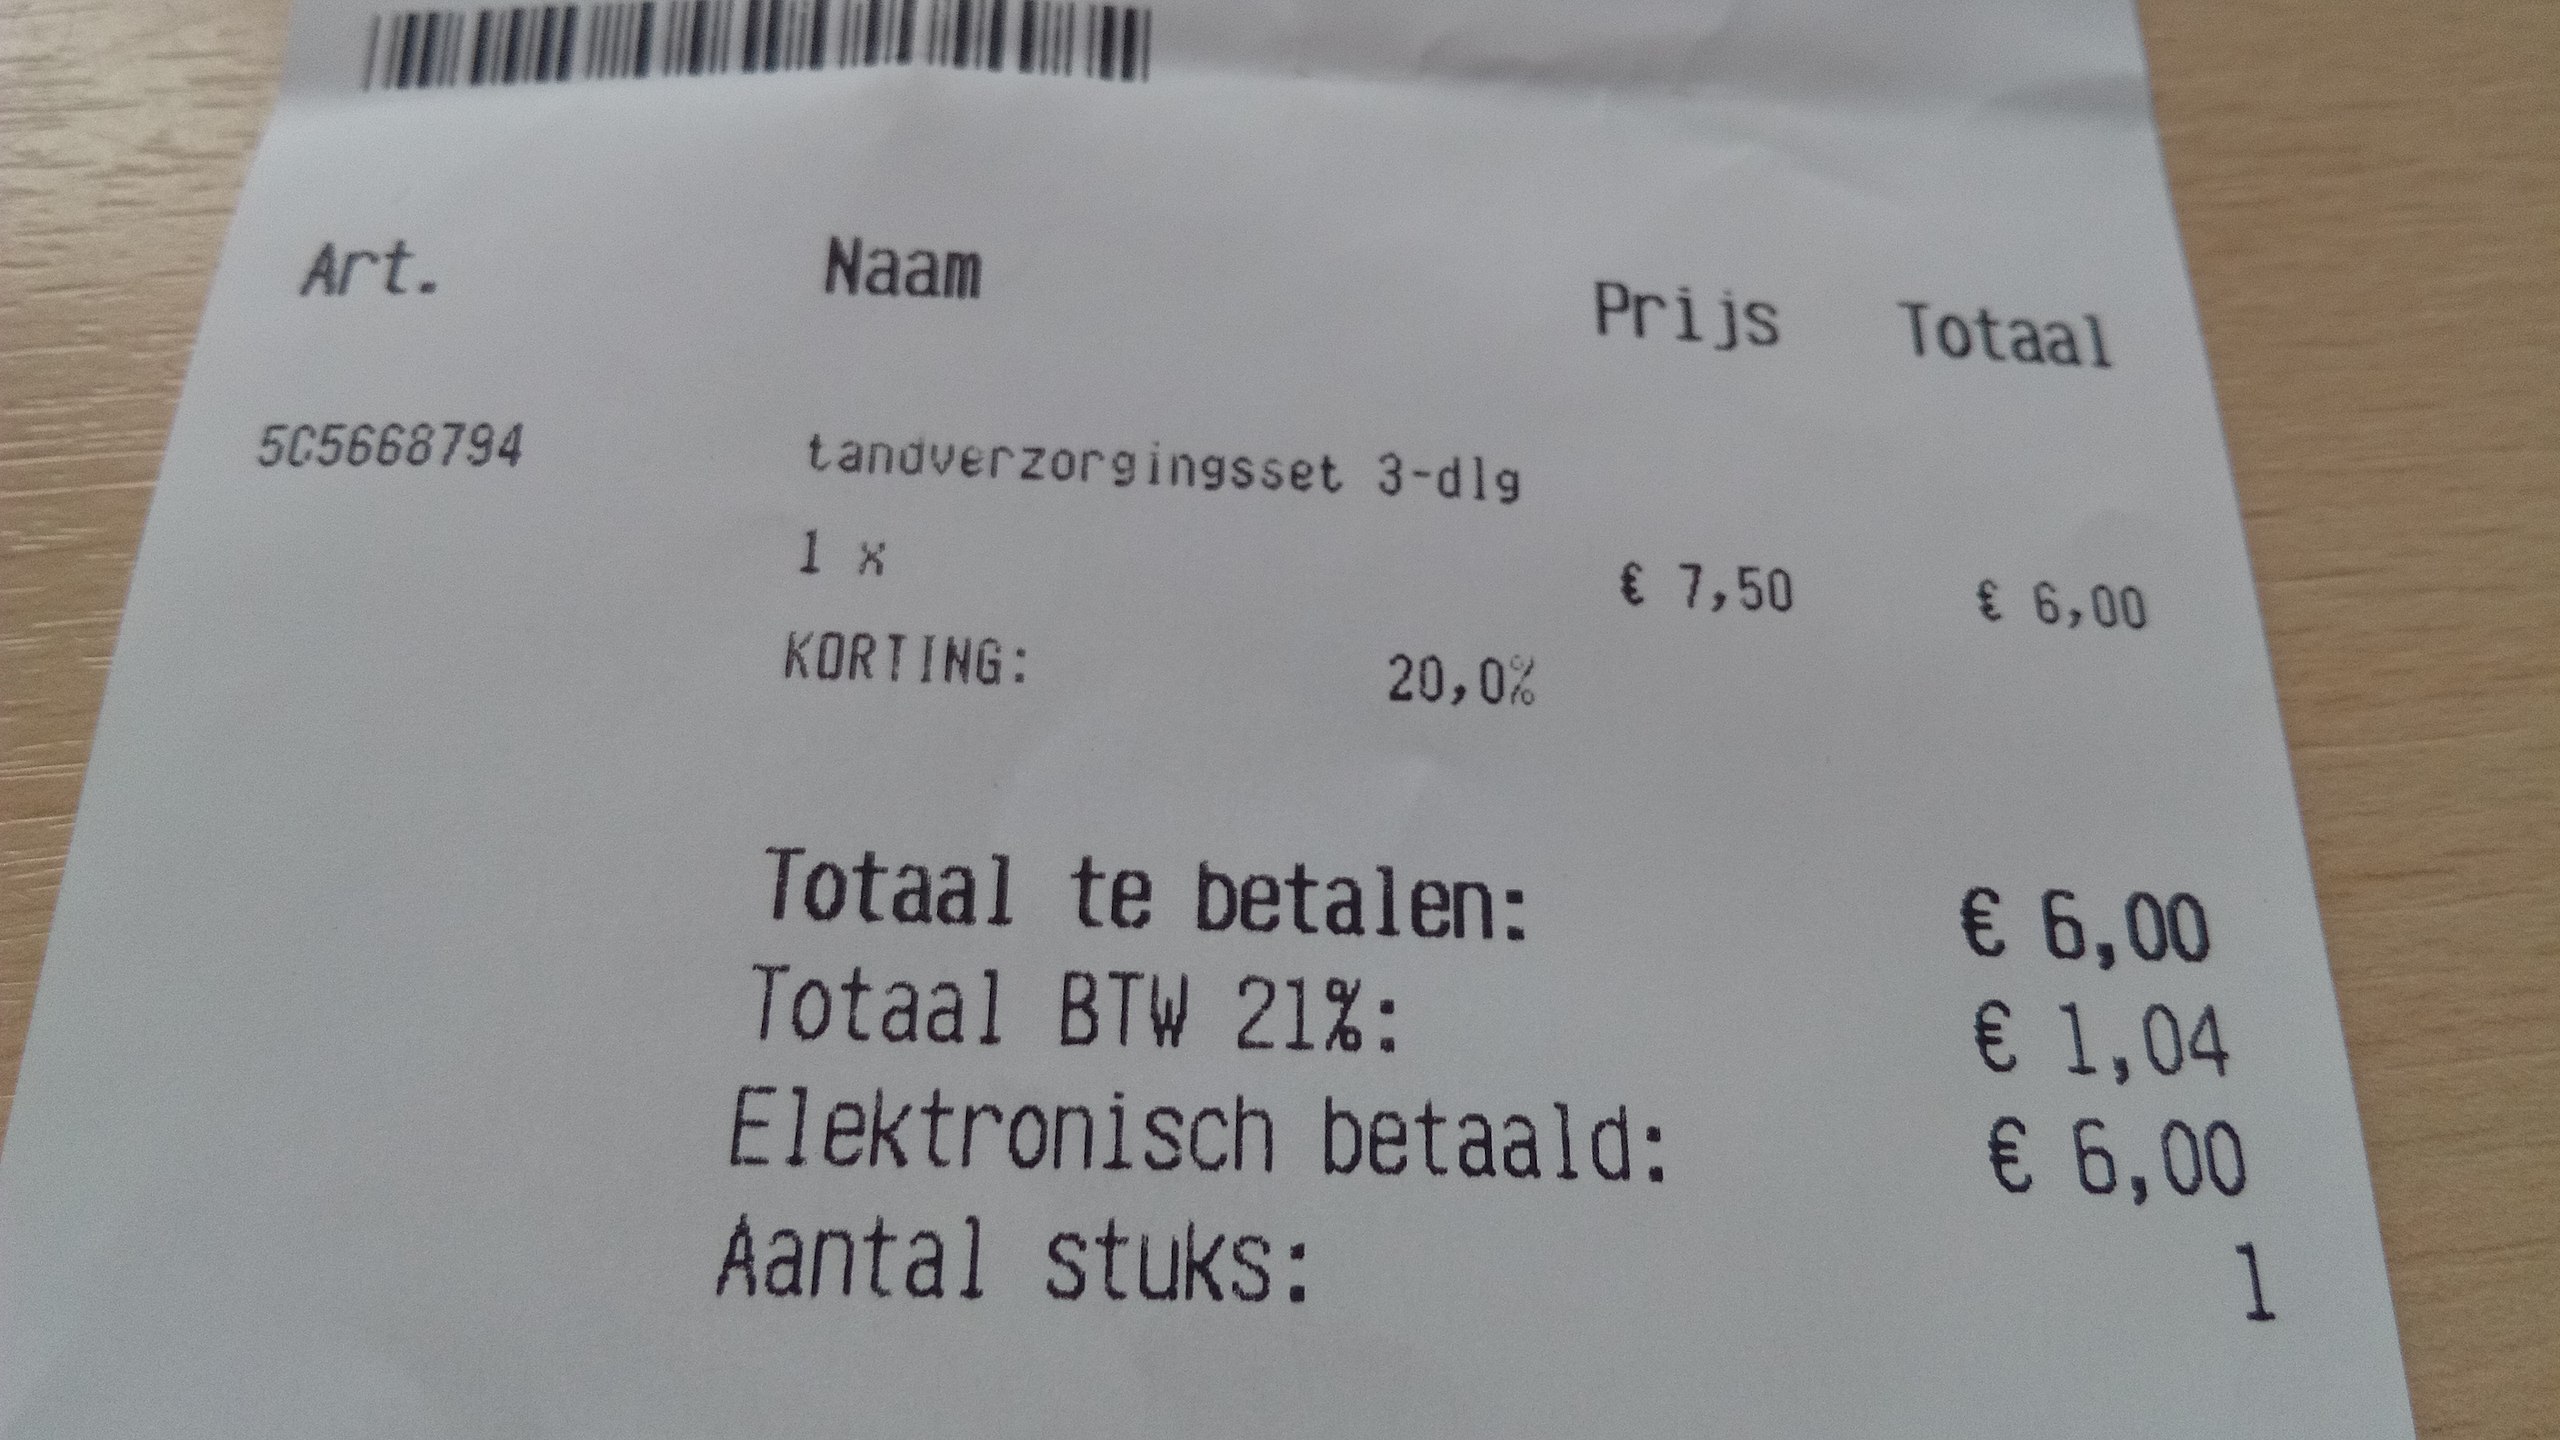 Art. Naam Prijs Totaal
5C5668794 tandverzorgingsset 3-dlg
1 x € 7,50 € 6,00
KORTING: 20,0%
Totaal te betalen: € 6,00
Totaal BTW 21%: € 1,04
Elektronisch betaald: € 6,00
Aantal stuks: 1